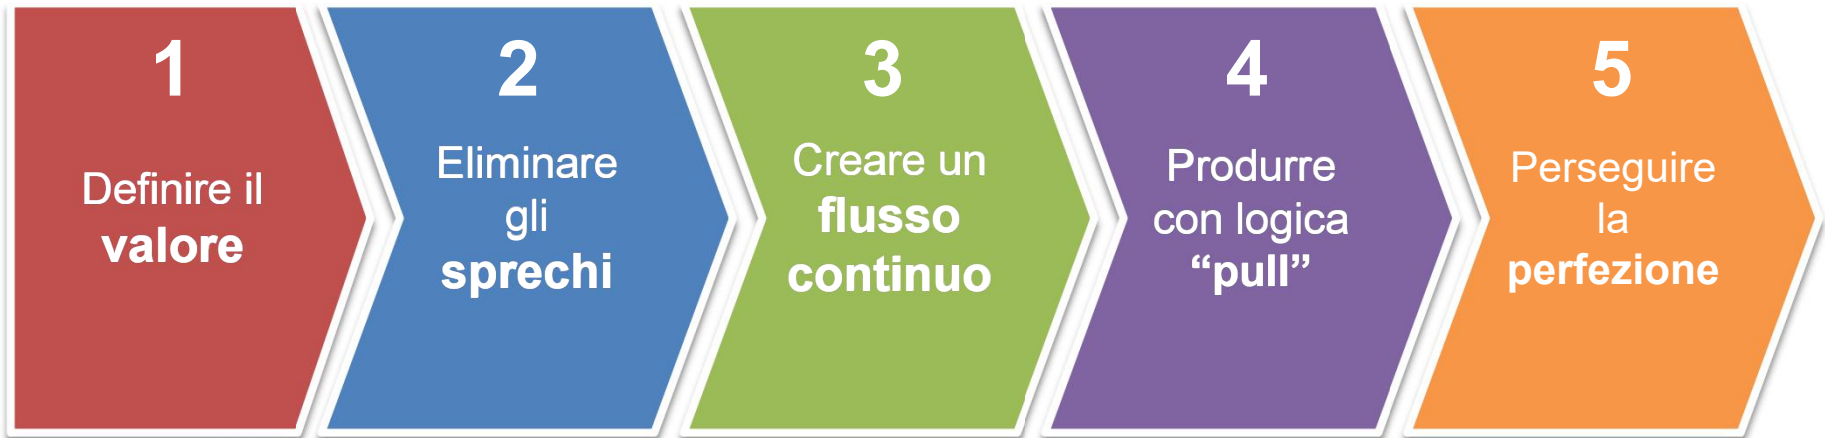 1
Definire il
valore
2
Eliminare
gli
sprechi
3
Creare un
flusso
continuo
4
Produrre
con logica
“pull”
5
Perseguire
la
perfezione